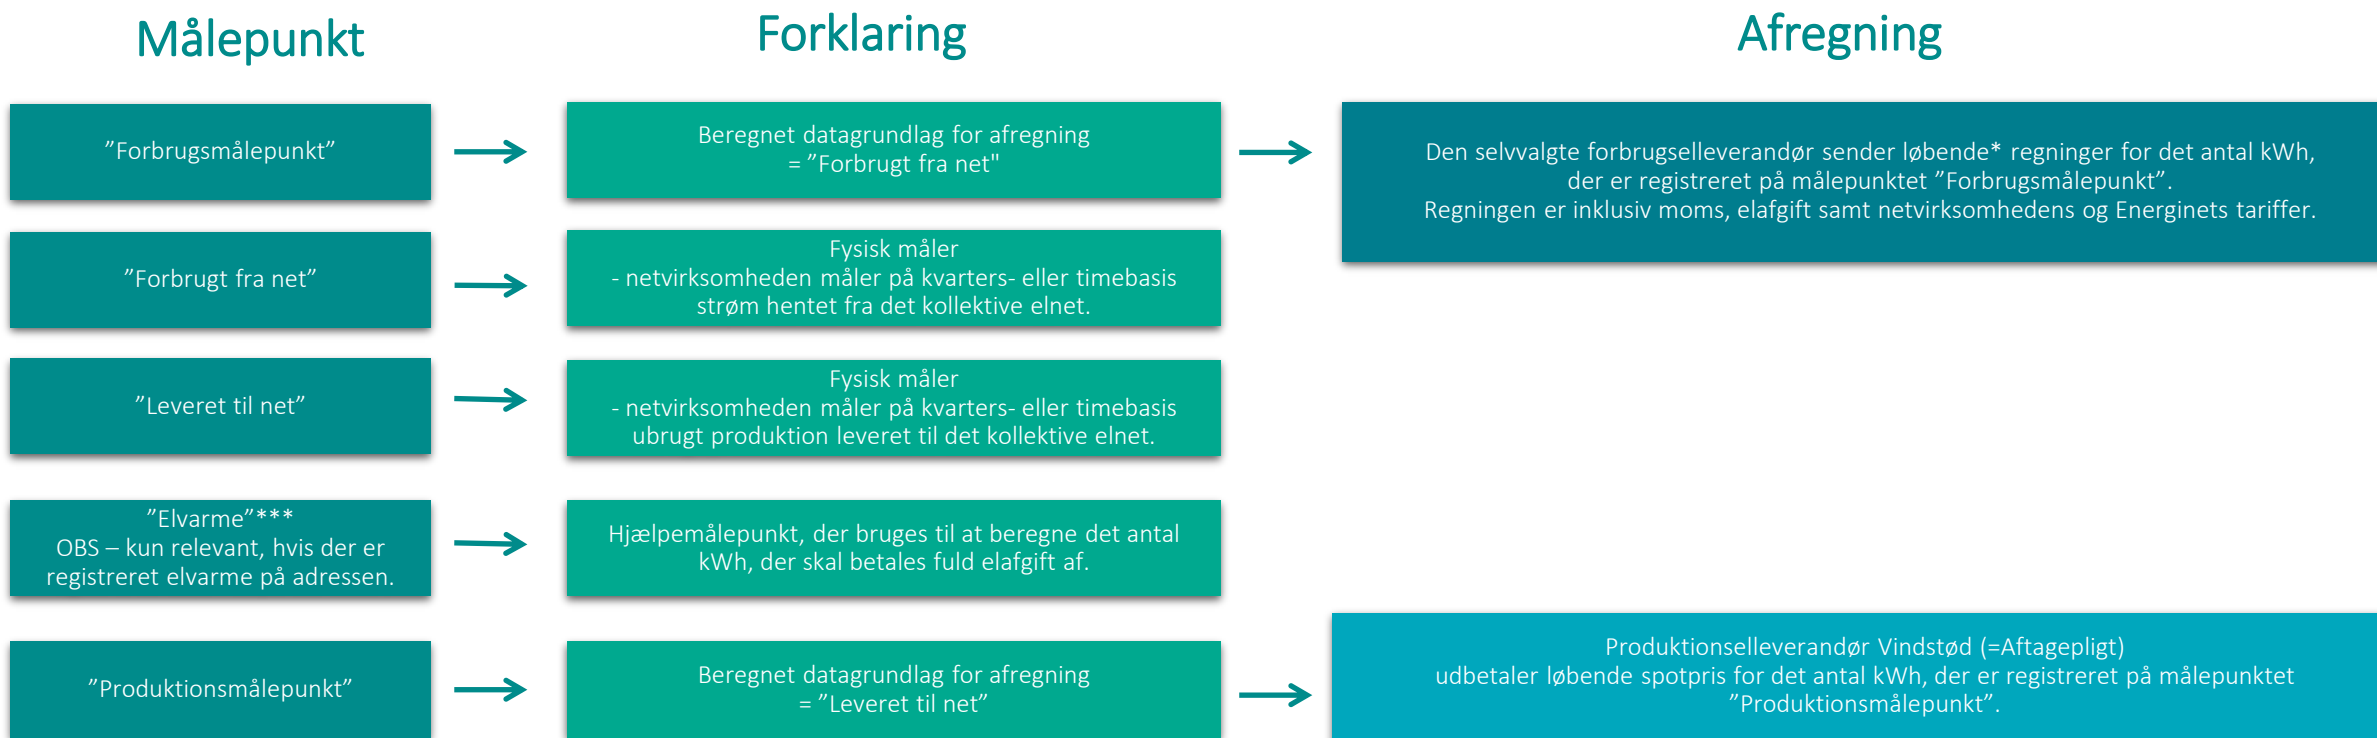 Målepunkt
Forklaring
Afregning
”Forbrugsmålepunkt”
Beregnet datagrundlag for afregning
= ”Forbrugt fra net"
Den selvvalgte forbrugselleverandør sender løbende* regninger for det antal kWh,
der er registreret på målepunktet ”Forbrugsmålepunkt”.
Regningen er inklusiv moms, elafgift samt netvirksomhedens og Energinets tariffer.
”Forbrugt fra net”
Fysisk måler
- netvirksomheden måler på kvarters- eller timebasis
strøm hentet fra det kollektive elnet.
”Leveret til net”
Fysisk måler
- netvirksomheden måler på kvarters- eller timebasis
ubrugt produktion leveret til det kollektive elnet.
”Elvarme”***
OBS – kun relevant, hvis der er
registreret elvarme på adressen.
Hjælpemålepunkt, der bruges til at beregne det antal
kWh, der skal betales fuld elafgift af.
”Produktionsmålepunkt”
Beregnet datagrundlag for afregning
= ”Leveret til net”
Produktionselleverandør Vindstød (=Aftagepligt)
udbetaler løbende spotpris for det antal kWh, der er registreret på målepunktet
”Produktionsmålepunkt”.